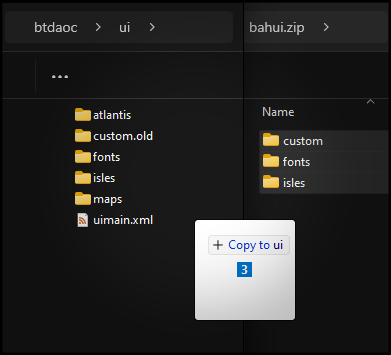 btdaoc > ui >
bahui.zip >
...
atlantis
custom.old
fonts
isles
maps
uimain.xml
Name
custom
fonts
isles
+ Copy to ui
3